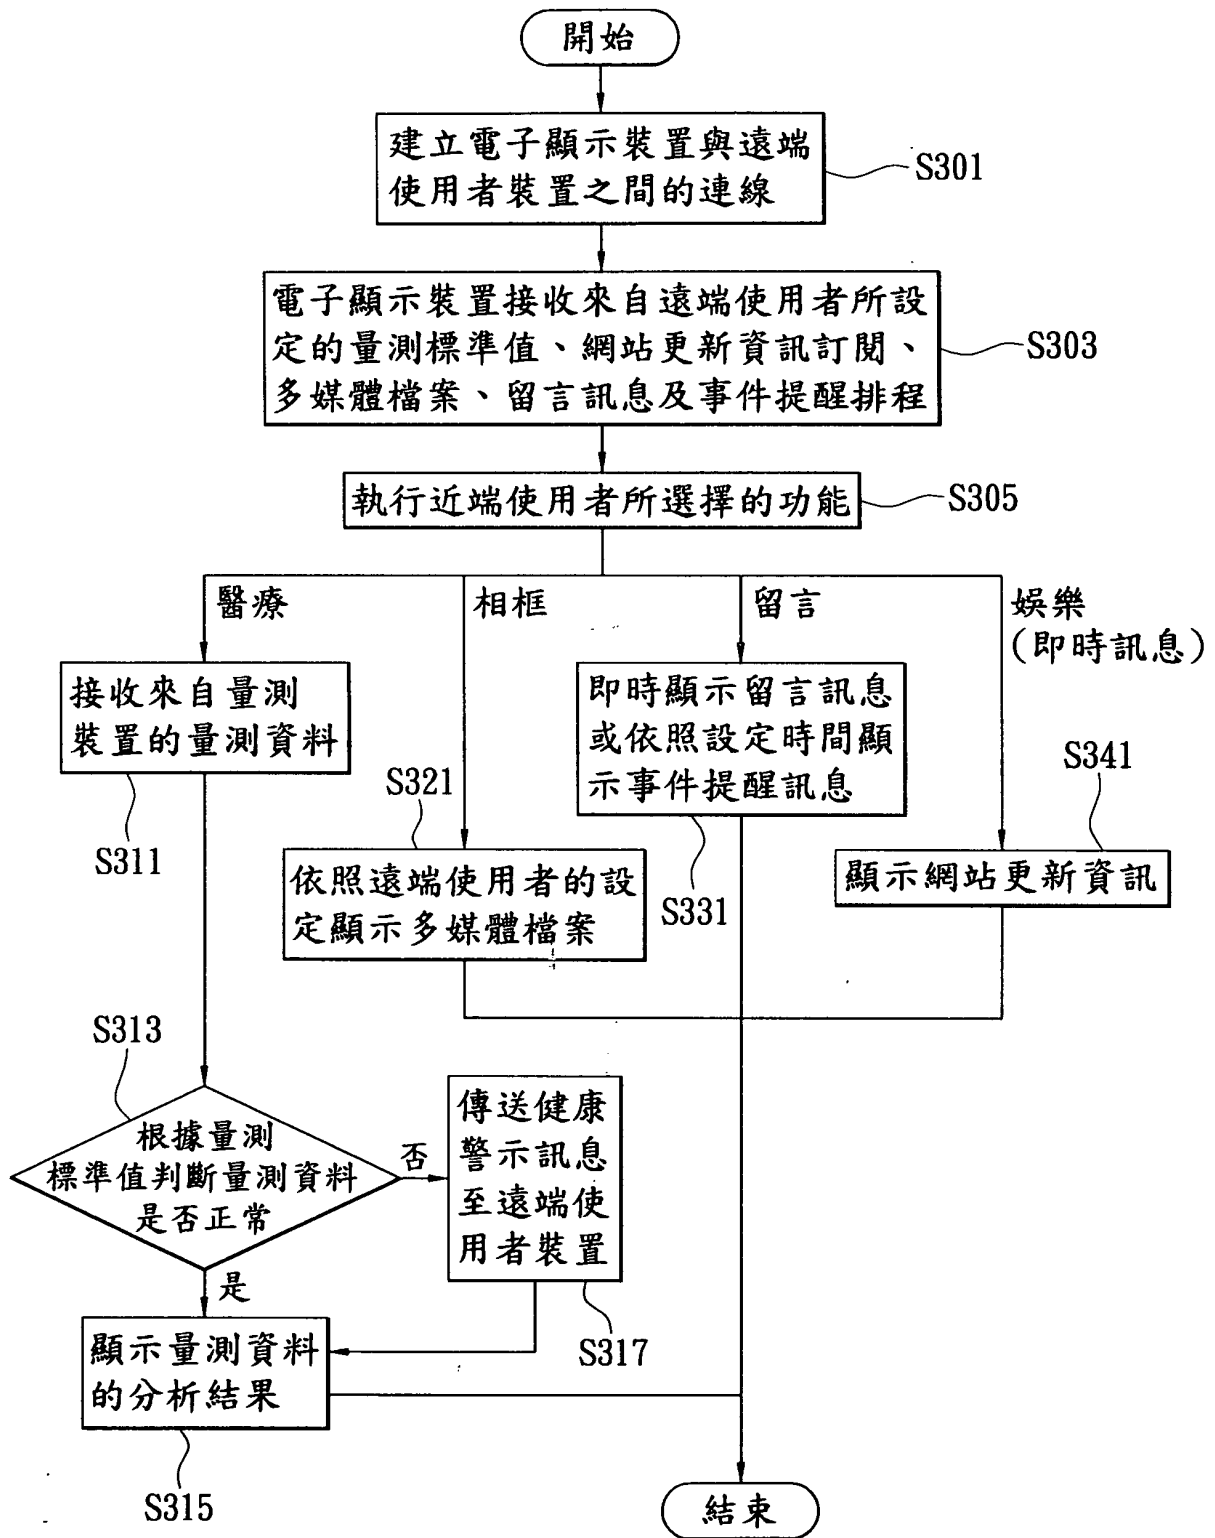 開始
建立電子顯示裝置與遠端
使用者裝置之間的連線
S301
電子顯示裝置接收來自遠端使用者所設
定的量測標準值、網站更新資訊訂閱、
多媒體檔案、留言訊息及事件提醒排程
S303
執行近端使用者所選擇的功能
S305
醫療
相框
留言
娛樂
(即時訊息)
接收來自量測
裝置的量測資料
S311
即時顯示留言訊息
或依照設定時間顯
示事件提醒訊息
S331
S321
依照遠端使用者的設
定顯示多媒體檔案
S341
顯示網站更新資訊
S313
根據量測
標準值判斷量測資料
是否正常
否
是
傳送健康
警示訊息
至遠端使
用者裝置
S317
顯示量測資料
的分析結果
S315
結束